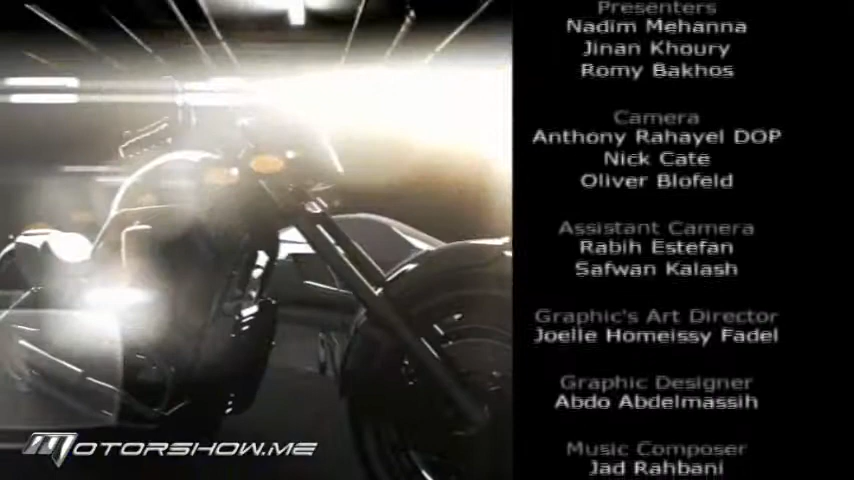 Presenters
Nadim Mehanna
Jinan Khoury
Romy Bakhos
Camera
Anthony Rahayel DOP
Nick Cate
Oliver Blofeld
Assistant Camera
Rabih Estefan
Safwan Kalash
Graphic's Art Director
Joelle Homeissy Fadel
Graphic Designer
Abdo Abdelmassih
Music Composer
Jad Rahbani
MOTORSHOW.ME